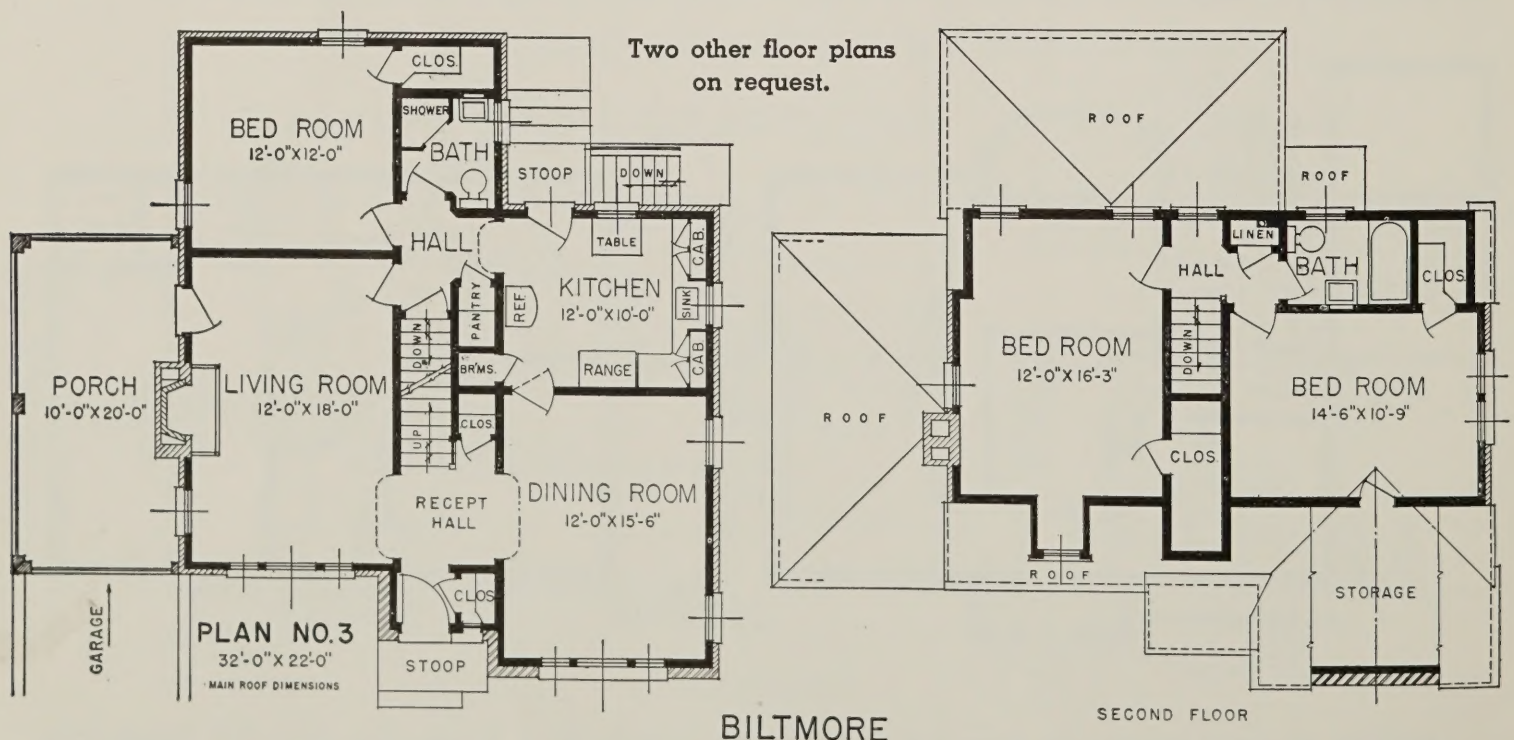 Two other floor plans
on request.
CLOS.
SHOWER
BED ROOM
12'-0"X12'-0"
BATH
STOOP
DOWN
HALL
TABLE
CAB.
PANTRY
REF.
KITCHEN
12'-0"X10'-0"
SINK
DOWN
BR'MS.
RANGE
CAB.
PORCH
10'-0"X20'-0"
LIVING ROOM
12'-0"X18'-0"
UP
CLOS.
RECEPT
HALL
DINING ROOM
12'-0"X15'-6"
CLOS.
GARAGE
PLAN NO.3
32'-0"X22'-0"
MAIN ROOF DIMENSIONS
STOOP
ROOF
ROOF
LINEN
HALL
BATH
CLOS.
BED ROOM
12'-0"X16'-3"
DOWN
BED ROOM
14'-6"X10'-9"
ROOF
CLOS.
ROOF
STORAGE
SECOND FLOOR
BILTMORE